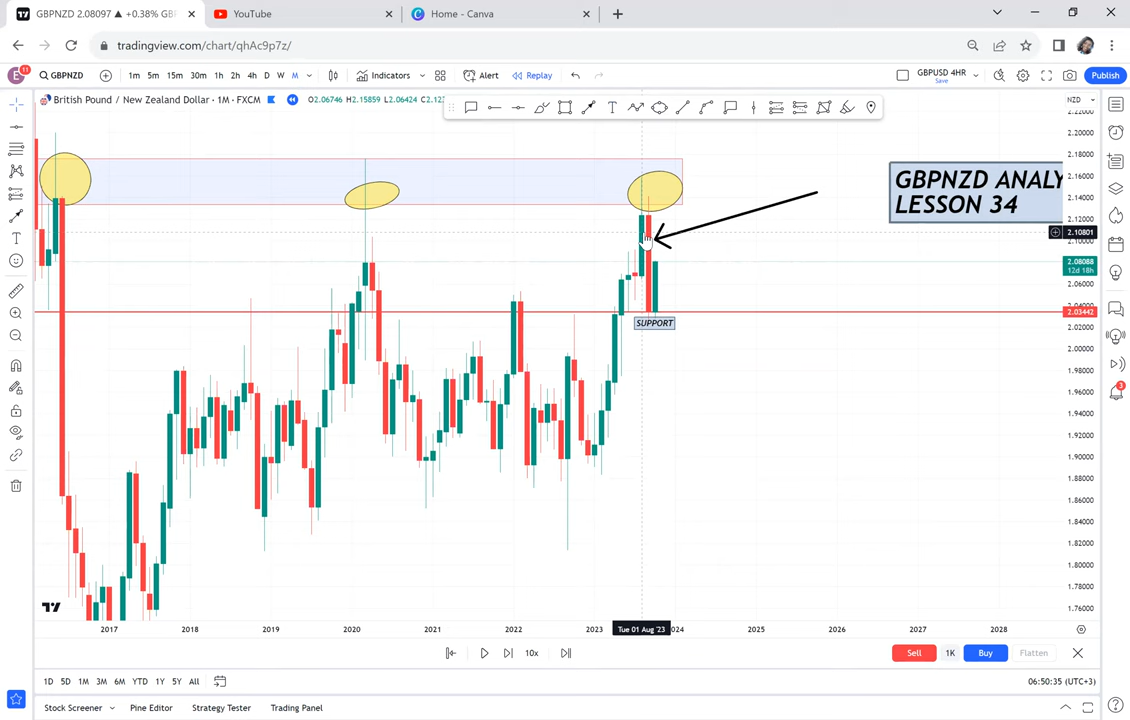 GBPNZD 2.08097 ▲ +0.38% GBP
YouTube
Home - Canva
tradingview.com/chart/qhAc9p7z/
E
11
GBPNZD
1m 5m 15m 30m 1h 2h 4h D W M
Indicators
Alert
Replay
GBPUSD 4HR
Save
Publish
British Pound / New Zealand Dollar · 1M · FXCM
O2.06746 H2.15859 L2.06424
NZD
GBPNZD ANALY
LESSON 34
SUPPORT
2.20000
2.18000
2.16000
2.14000
2.12000
2.10801
2.10000
2.08088
12d 18h
2.06000
2.04000
2.03442
2.02000
2.00000
1.98000
1.96000
1.94000
1.92000
1.90000
1.88000
1.86000
1.84000
1.82000
1.80000
1.78000
1.76000
3
2017 2018 2019 2020 2021 2022 2023 Tue 01 Aug '23 024 2025 2026 2027 2028
10x
Sell 1K Buy Flatten
1D 5D 1M 3M 6M YTD 1Y 5Y All
06:50:35 (UTC+3)
Stock Screener Pine Editor Strategy Tester Trading Panel